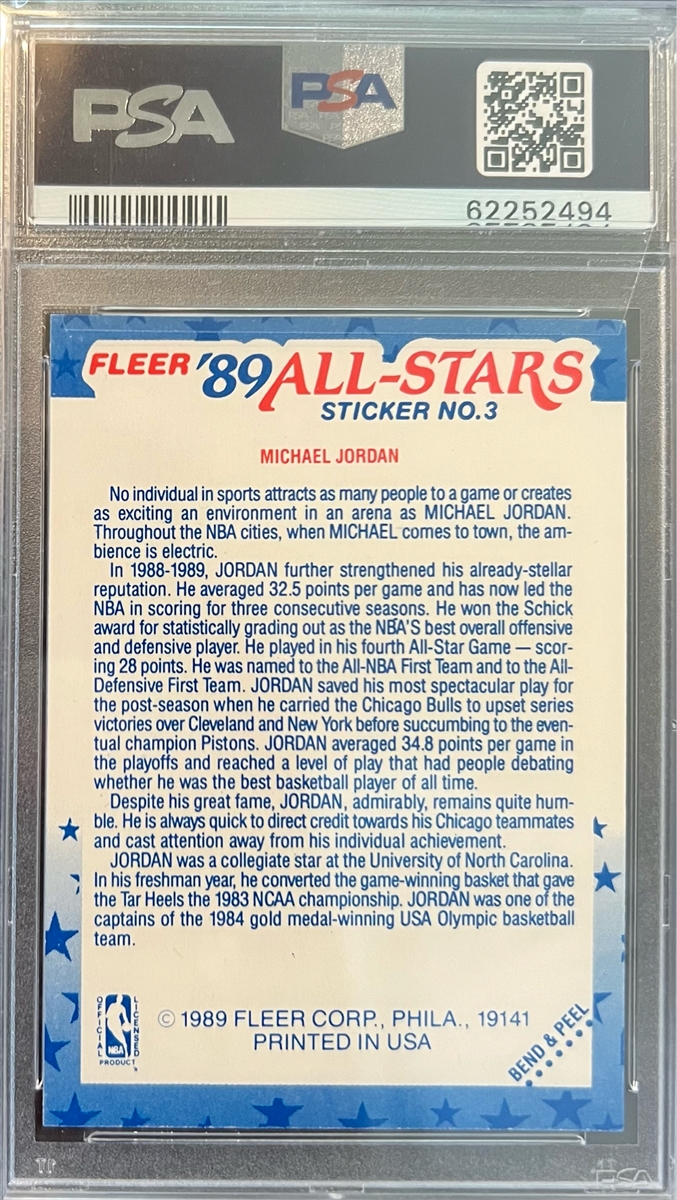 PSA
PSA
62252494
FLEER '89 ALL-STARS
STICKER NO.3
MICHAEL JORDAN
No individual in sports attracts as many people to a game or creates
as exciting an environment in an arena as MICHAEL JORDAN.
Throughout the NBA cities, when MICHAEL comes to town, the am-
bience is electric.
In 1988-1989, JORDAN further strengthened his already-stellar
reputation. He averaged 32.5 points per game and has now led the
NBA in scoring for three consecutive seasons. He won the Schick
award for statistically grading out as the NBA'S best overall offensive
and defensive player. He played in his fourth All-Star Game — scor-
ing 28 points. He was named to the All-NBA First Team and to the All-
Defensive First Team. JORDAN saved his most spectacular play for
the post-season when he carried the Chicago Bulls to upset series
victories over Cleveland and New York before succumbing to the even-
tual champion Pistons. JORDAN averaged 34.8 points per game in
the playoffs and reached a level of play that had people debating
whether he was the best basketball player of all time.
Despite his great fame, JORDAN, admirably, remains quite hum-
ble. He is always quick to direct credit towards his Chicago teammates
and cast attention away from his individual achievement.
JORDAN was a collegiate star at the University of North Carolina.
In his freshman year, he converted the game-winning basket that gave
the Tar Heels the 1983 NCAA championship. JORDAN was one of the
captains of the 1984 gold medal-winning USA Olympic basketball
team.
OFFICIAL LICENSED
NBA
PRODUCT
© 1989 FLEER CORP., PHILA., 19141
PRINTED IN USA
BEND & PEEL
PSA